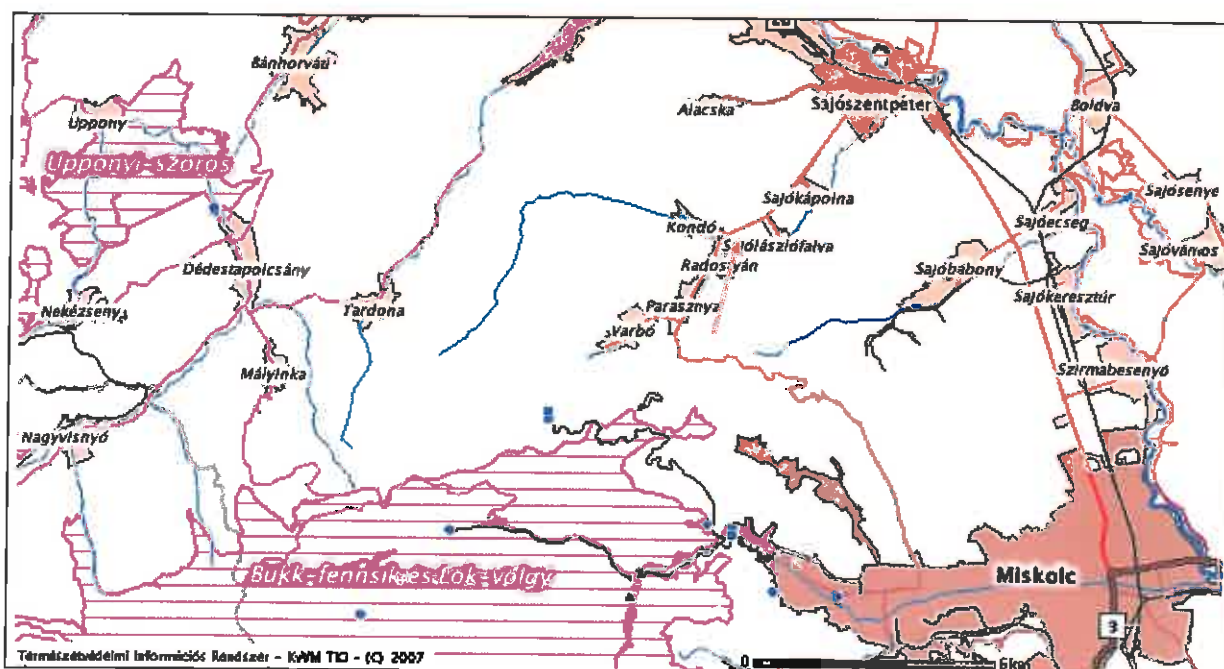 Bánhorváti
Uppony
Upponyi-szoros
Alacska
Sajószentpéter
Boldva
Sajósenye
Sajókápolna
Kondó
Sajólászlófalva
Sajóecseg
Sajóvámos
Radostyán
Sajóbábony
Dédestapolcsány
Nekézseny
Tardona
Parasznya
Sajókeresztúr
Varbó
Mályinka
Szirmabesenyő
Nagyvisnyó
Bükk-fennsík és Lök-völgy
Miskolc
3
Természetvédelmi Információs Rendszer - KvVM TIO - (C) 2007
0 6km